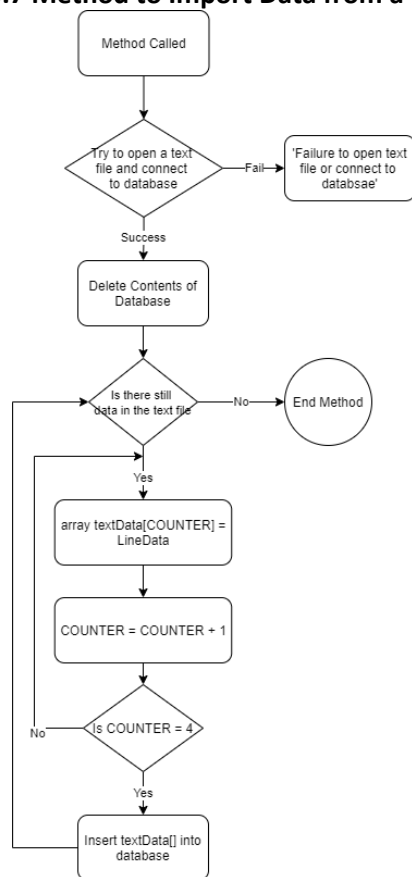 .7 Method to Import Data from a
Method Called
Try to open a text
file and connect
to database
Fail
'Failure to open text
file or connect to
databsae'
Success
Delete Contents of
Database
Is there still
data in the text file
No
End Method
Yes
array textData[COUNTER] =
LineData
COUNTER = COUNTER + 1
Is COUNTER = 4
No
Yes
Insert textData[] into
database